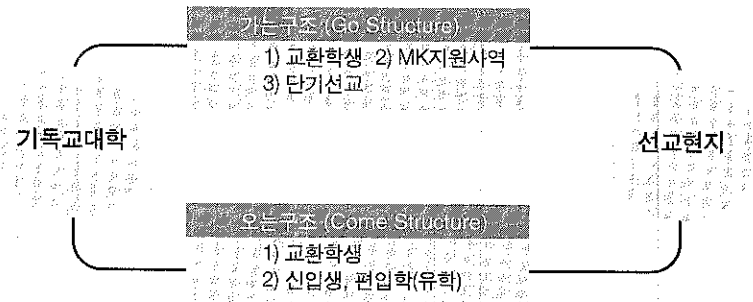 가는구조 (Go Structure)
1) 교환학생 2) MK지원사역
3) 단기선교
기독교대학
선교현지
오는구조 (Come Structure)
1) 교환학생
2) 신입생, 편입학(유학)